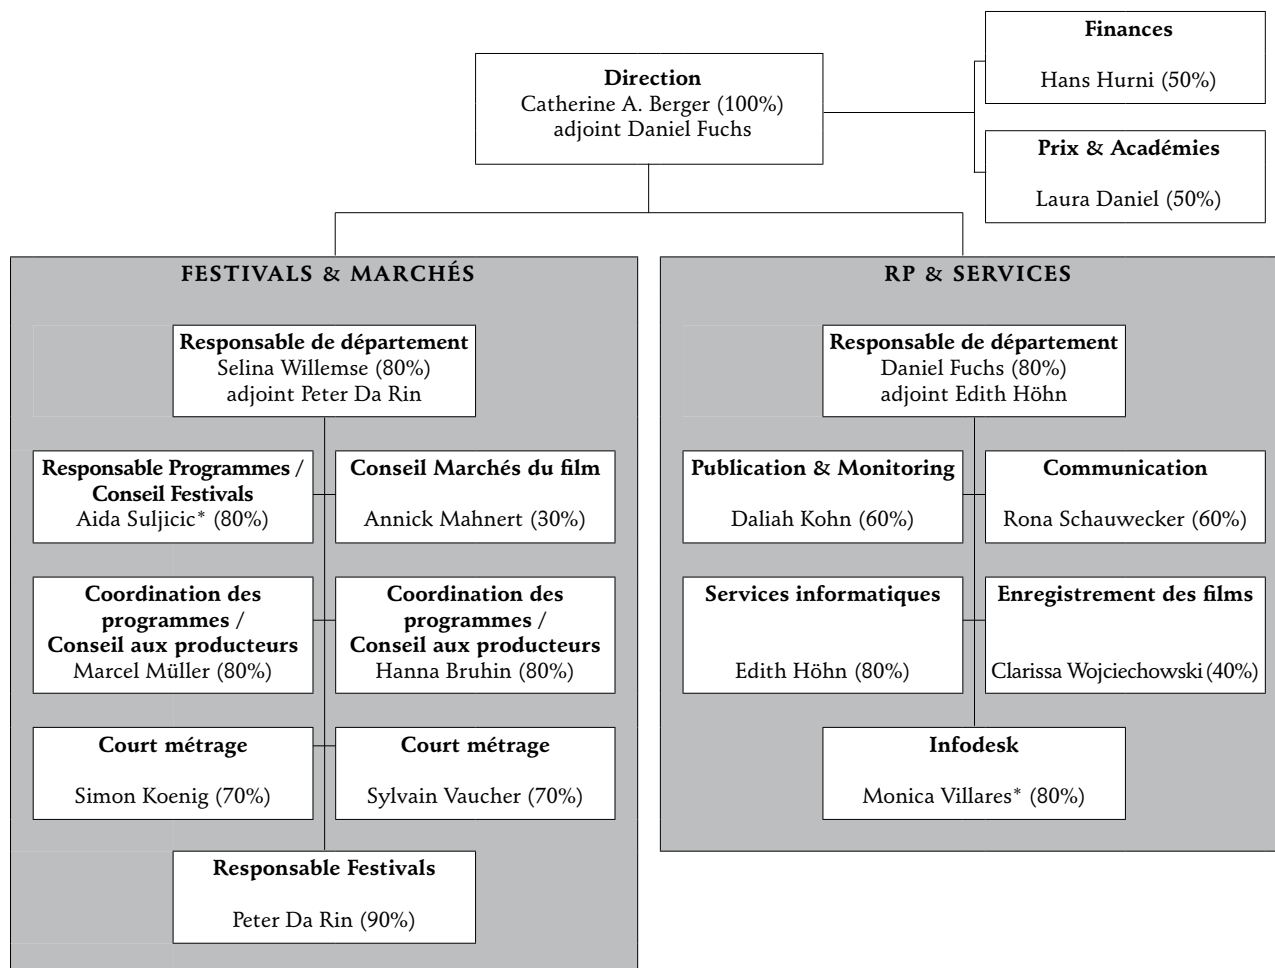 Direction
Catherine A. Berger (100%)
adjoint Daniel Fuchs
Finances
Hans Hurni (50%)
Prix & Académies
Laura Daniel (50%)
FESTIVALS & MARCHÉS
Responsable de département
Selina Willemse (80%)
adjoint Peter Da Rin
Responsable Programmes /
Conseil Festivals
Aida Suljicic* (80%)
Conseil Marchés du film
Annick Mahnert (30%)
Coordination des
programmes /
Conseil aux producteurs
Marcel Müller (80%)
Coordination des
programmes /
Conseil aux producteurs
Hanna Bruhin (80%)
Court métrage
Simon Koenig (70%)
Court métrage
Sylvain Vaucher (70%)
Responsable Festivals
Peter Da Rin (90%)
RP & SERVICES
Responsable de département
Daniel Fuchs (80%)
adjoint Edith Höhn
Publication & Monitoring
Daliah Kohn (60%)
Communication
Rona Schauwecker (60%)
Services informatiques
Edith Höhn (80%)
Enregistrement des films
Clarissa Wojciechowski (40%)
Infodesk
Monica Villares* (80%)